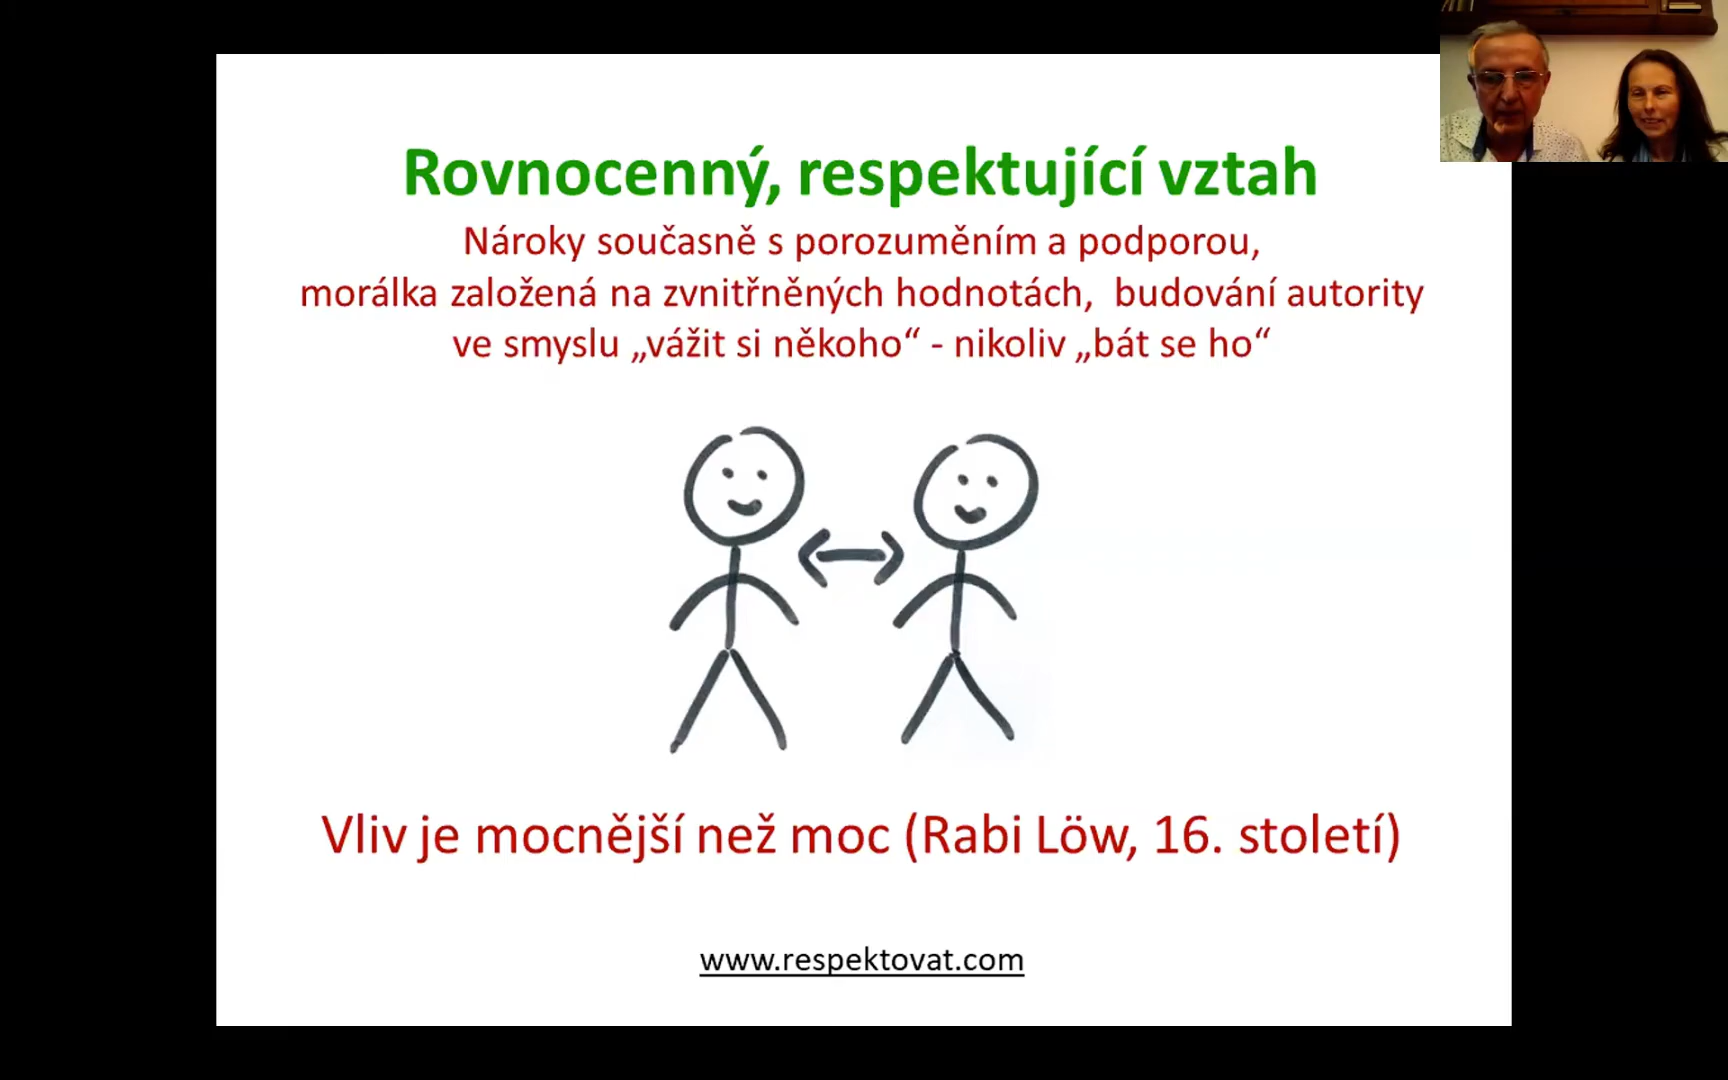 Rovnocenný, respektující vztah
Nároky současně s porozuměním a podporou,
morálka založená na zvnitřněných hodnotách, budování autority
ve smyslu „vážit si někoho“ - nikoliv „bát se ho“
Vliv je mocnější než moc (Rabi Löw, 16. století)
www.respektovat.com